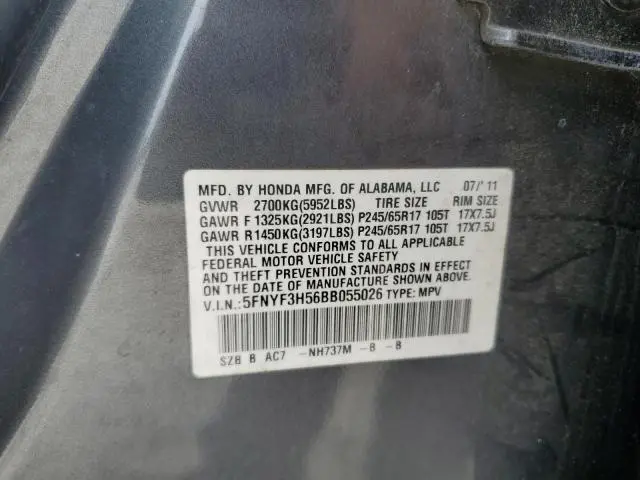 MFD. BY HONDA MFG. OF ALABAMA, LLC 07/'11
GVWR 2700KG(5952LBS) TIRE SIZE RIM SIZE
GAWR F 1325KG(2921LBS) P245/65R17 105T 17X7.5J
GAWR R1450KG(3197LBS) P245/65R17 105T 17X7.5J
THIS VEHICLE CONFORMS TO ALL APPLICABLE
FEDERAL MOTOR VEHICLE SAFETY
AND THEFT PREVENTION STANDARDS IN EFFECT
ON THE DATE OF MANUFACTURE SHOWN ABOVE.
V.I.N.:5FNYF3H56BB055026 TYPE: MPV
SZB B AC7 -NH737M -B -B